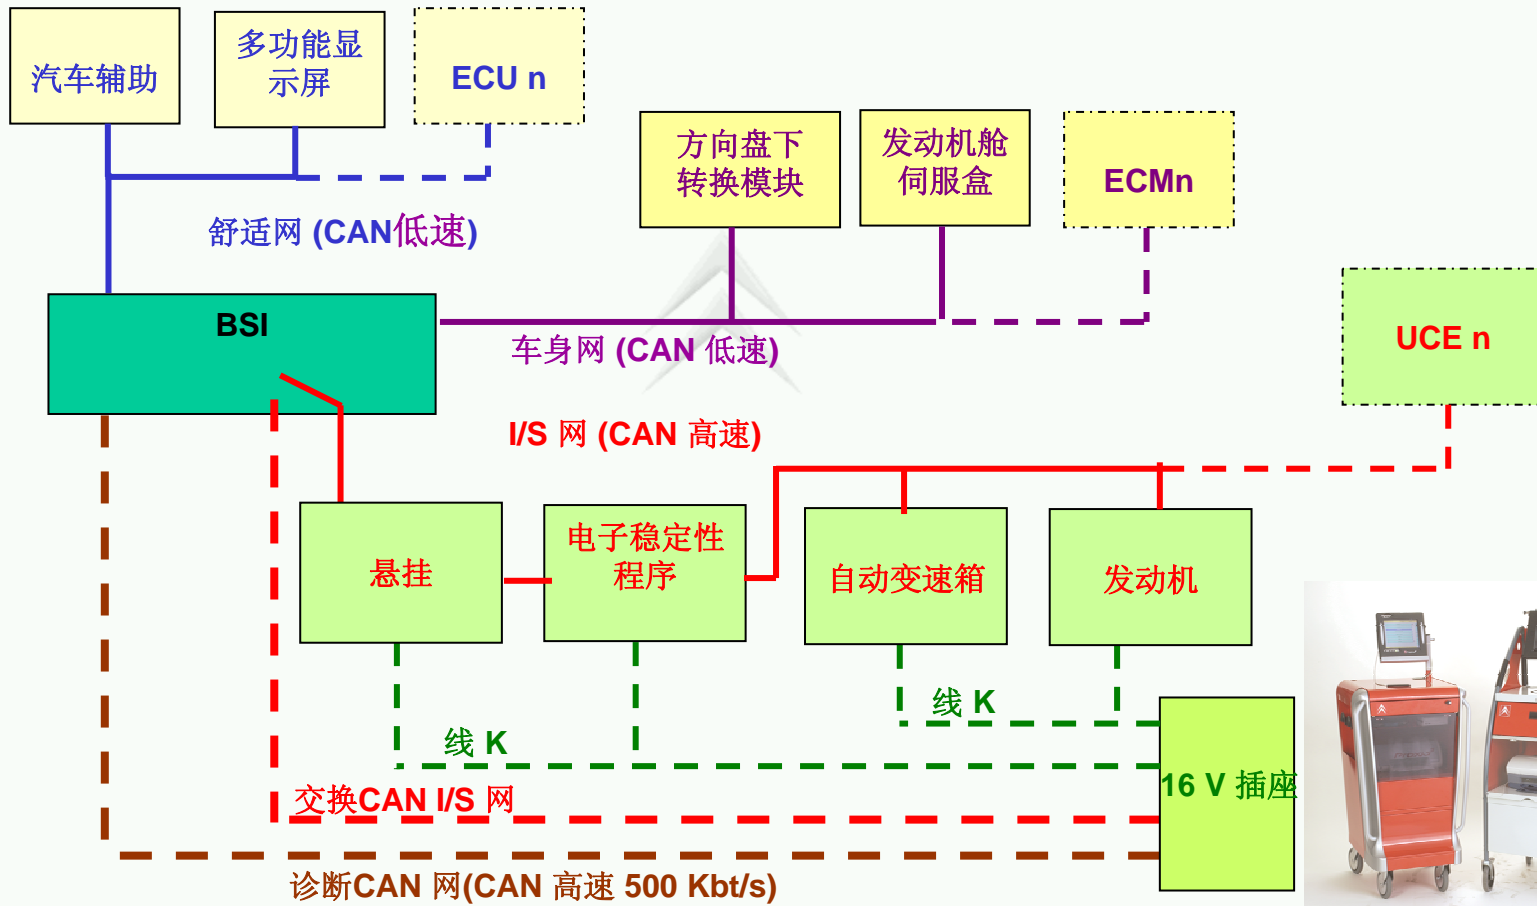 汽车辅助
多功能显
示屏
ECU n
方向盘下
转换模块
发动机舱
伺服盒
ECMn
舒适网 (CAN低速)
BSI
车身网 (CAN 低速)
UCE n
I/S 网 (CAN 高速)
悬挂
电子稳定性
程序
自动变速箱
发动机
线 K
线 K
16 V 插座
交换CAN I/S 网
诊断CAN 网(CAN 高速 500 Kbt/s)